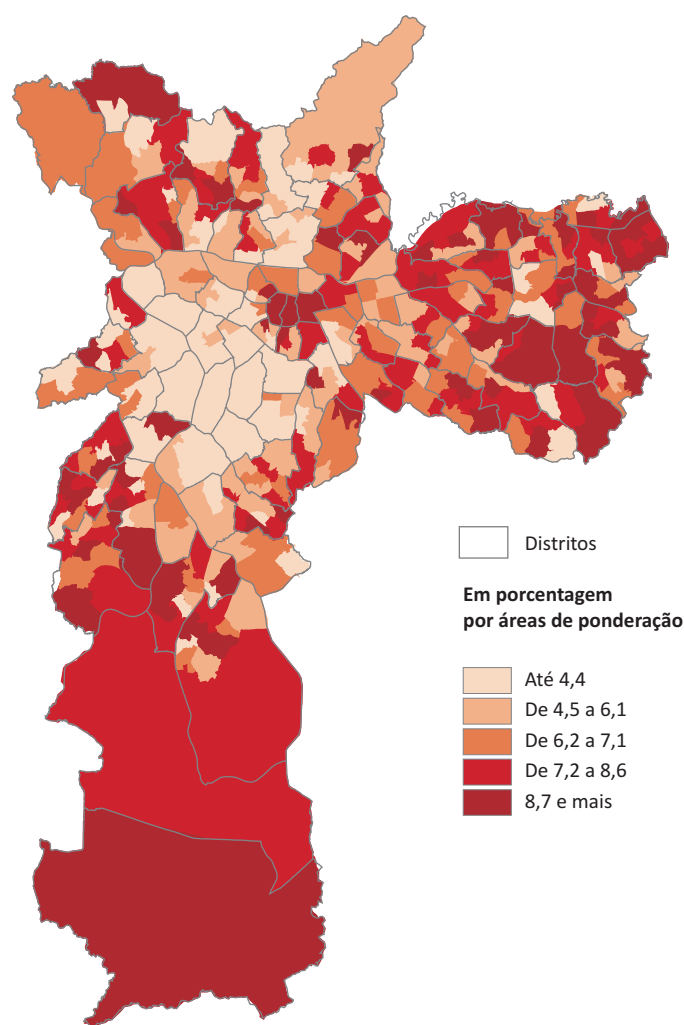 Distritos
Em porcentagem
por áreas de ponderação
Até 4,4
De 4,5 a 6,1
De 6,2 a 7,1
De 7,2 a 8,6
8,7 e mais